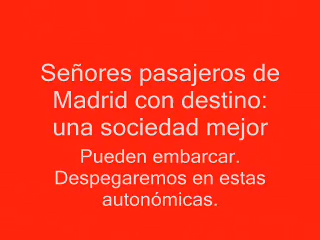 Señores pasajeros de
Madrid con destino:
una sociedad mejor
Pueden embarcar.
Despegaremos en estas
autonómicas.